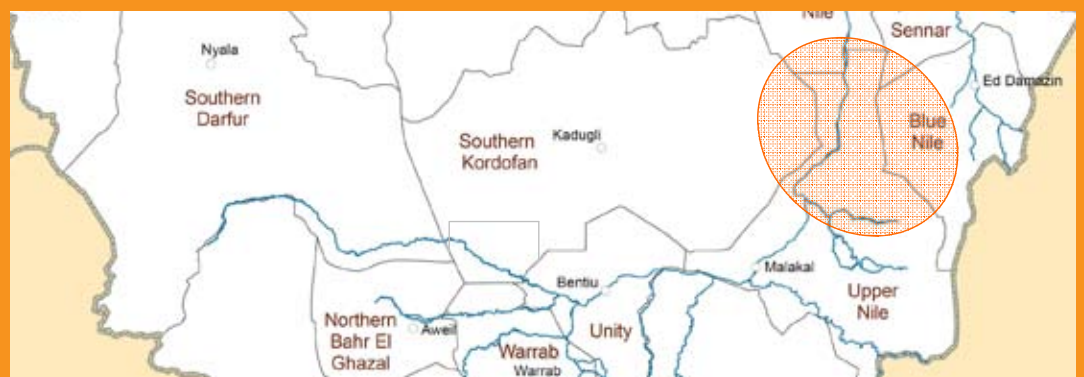 Nile
Sennar
Nyala
Ed Damazin
Southern
Darfur
Blue
Nile
Southern
Kordofan
Kadugli
Malakal
Bentiu
Upper
Nile
Northern
Bahr El
Ghazal
Aweil
Unity
Warrab
Warrab